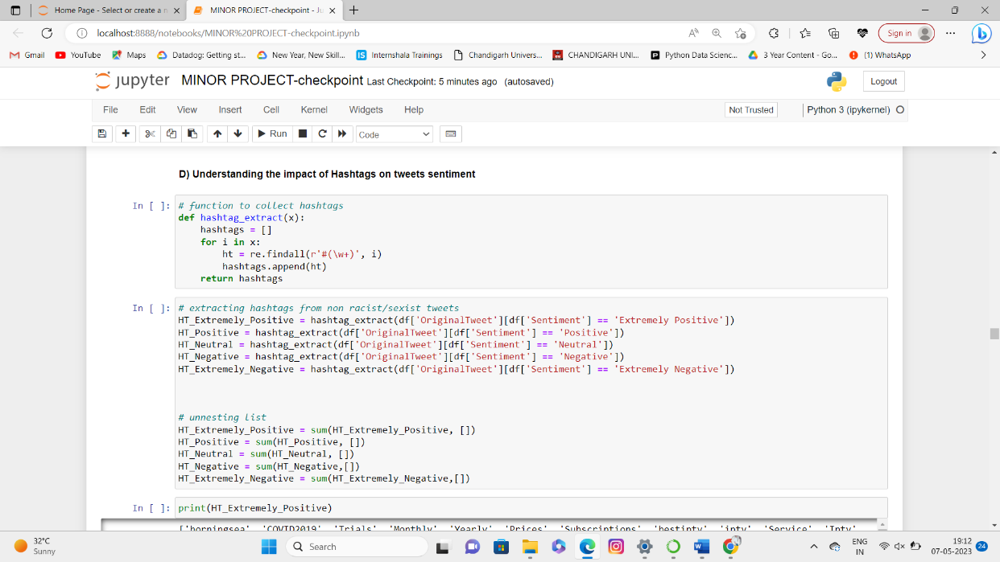 Home Page - Select or create a n
MINOR PROJECT-checkpoint - Ju
localhost:8888/notebooks/MINOR%20PROJECT-checkpoint.ipynb
Sign in
Gmail YouTube Maps Datadog: Getting st... New Year, New Skill... Internshala Trainings Chandigarh Univers... CHANDIGARH UNI... Python Data Scienc... 3 Year Content - Go... (1) WhatsApp
jupyter MINOR PROJECT-checkpoint Last Checkpoint: 5 minutes ago (autosaved)
Logout
File Edit View Insert Cell Kernel Widgets Help
Not Trusted
Python 3 (ipykernel)
Run
Code
D) Understanding the impact of Hashtags on tweets sentiment
In [ ]: # function to collect hashtags
def hashtag_extract(x):
    hashtags = []
    for i in x:
        ht = re.findall(r'#(\w+)', i)
        hashtags.append(ht)
    return hashtags
In [ ]: # extracting hashtags from non racist/sexist tweets
HT_Extremely_Positive = hashtag_extract(df['OriginalTweet'][df['Sentiment'] == 'Extremely Positive'])
HT_Positive = hashtag_extract(df['OriginalTweet'][df['Sentiment'] == 'Positive'])
HT_Neutral = hashtag_extract(df['OriginalTweet'][df['Sentiment'] == 'Neutral'])
HT_Negative = hashtag_extract(df['OriginalTweet'][df['Sentiment'] == 'Negative'])
HT_Extremely_Negative = hashtag_extract(df['OriginalTweet'][df['Sentiment'] == 'Extremely Negative'])
# unnesting list
HT_Extremely_Positive = sum(HT_Extremely_Positive, [])
HT_Positive = sum(HT_Positive, [])
HT_Neutral = sum(HT_Neutral, [])
HT_Negative = sum(HT_Negative,[])
HT_Extremely_Negative = sum(HT_Extremely_Negative,[])
In [ ]: print(HT_Extremely_Positive)
['horningsea', 'COVID2019', 'Trials', 'Monthly', 'Yearly', 'Prices', 'Subscriptions', 'bestiptv', 'iptv', 'Service', 'Iptv',
32°C
Sunny
Search
ENG
IN
19:12
07-05-2023
24